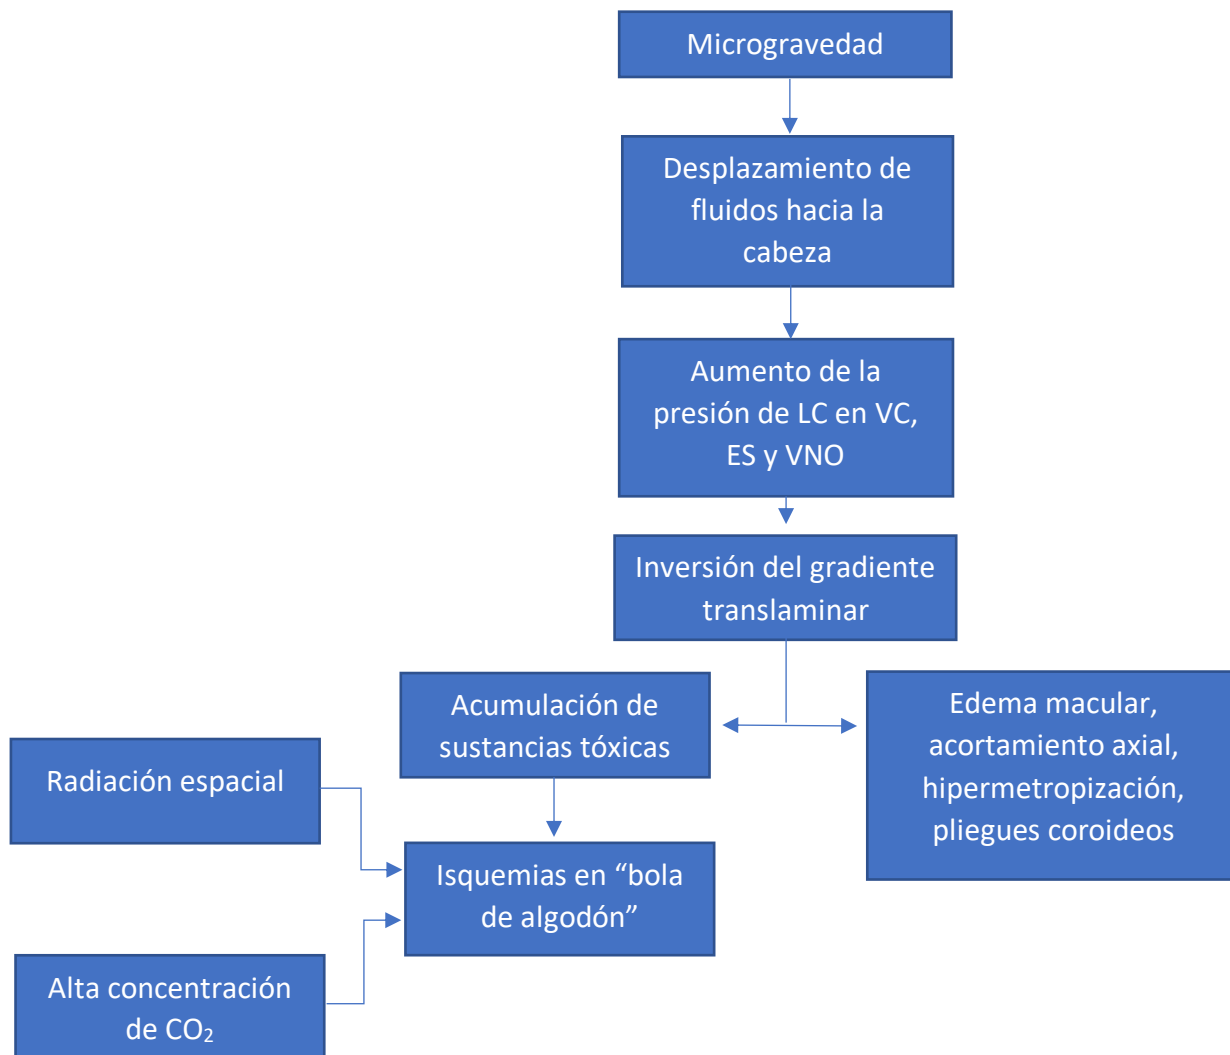 Microgravedad
Desplazamiento de
fluidos hacia la
cabeza
Aumento de la
presión de LC en VC,
ES y VNO
Inversión del gradiente
translaminar
Acumulación de
sustancias tóxicas
Edema macular,
acortamiento axial,
hipermetropización,
pliegues coroideos
Radiación espacial
Isquemias en “bola
de algodón”
Alta concentración
de CO₂